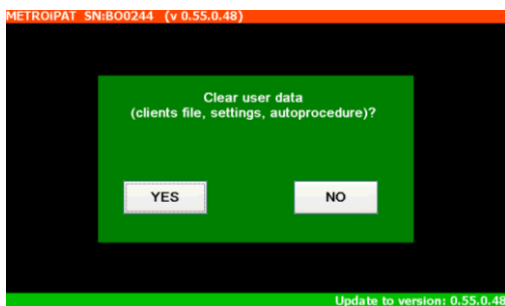 METROiPAT SN:BO0244 (v 0.55.0.48)
Clear user data
(clients file, settings, autoprocedure)?
YES NO
Update to version: 0.55.0.48